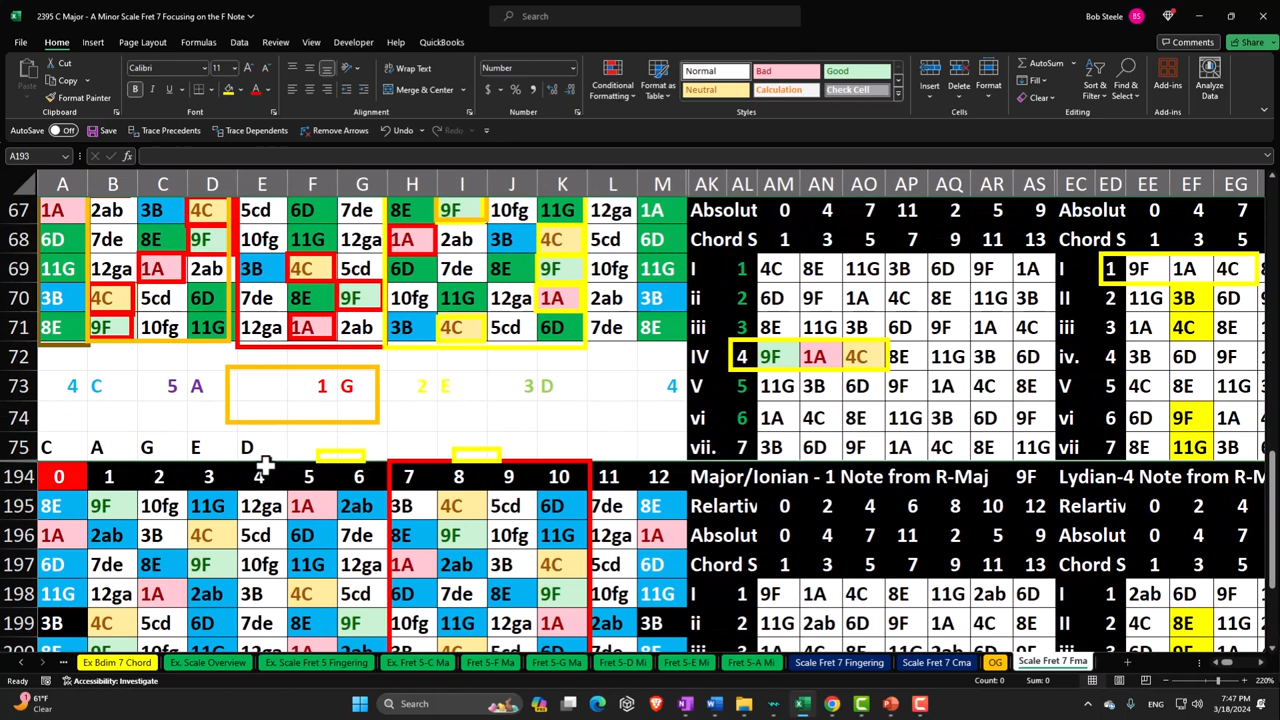 2395 C Major - A Minor Scale Fret 7 Focusing on the F Note
Search
Bob Steele
BS
File Home Insert Page Layout Formulas Data Review View Developer Help QuickBooks
Comments Share
Paste
Cut
Copy
Format Painter
Clipboard
Calibri 11
B I U
Font
Wrap Text
Merge & Center
Alignment
Number
$ %
Number
Conditional Formatting
Format as Table
Normal Bad Good
Neutral Calculation Check Cell
Styles
Insert Delete Format
Cells
AutoSum
Fill
Clear
Sort & Filter
Find & Select
Editing
Add-ins
Add-ins
Analyze Data
AutoSave Off Save Trace Precedents Trace Dependents Remove Arrows Undo
A193 fx
A B C D E F G H I J K L M AK AL AM AN AO AP AQ AR AS EC ED EE EF EG
67 1A 2ab 3B 4C 5cd 6D 7de 8E 9F 10fg 11G 12ga 1A Absolut 0 4 7 11 2 5 9 Absolut 0 4 7
68 6D 7de 8E 9F 10fg 11G 12ga 1A 2ab 3B 4C 5cd 6D Chord S 1 3 5 7 9 11 13 Chord S 1 3 5
69 11G 12ga 1A 2ab 3B 4C 5cd 6D 7de 8E 9F 10fg 11G I 1 4C 8E 11G 3B 6D 9F 1A I 1 9F 1A 4C
70 3B 4C 5cd 6D 7de 8E 9F 10fg 11G 12ga 1A 2ab 3B ii 2 6D 9F 1A 4C 8E 11G 3B II 2 11G 3B 6D
71 8E 9F 10fg 11G 12ga 1A 2ab 3B 4C 5cd 6D 7de 8E iii 3 8E 11G 3B 6D 9F 1A 4C iii 3 1A 4C 8E
72 IV 4 9F 1A 4C 8E 11G 3B 6D iv. 4 3B 6D 9F
73 4 C 5 A 1 G 2 E 3 D 4 V 5 11G 3B 6D 9F 1A 4C 8E V 5 4C 8E 11G
74 vi 6 1A 4C 8E 11G 3B 6D 9F vi 6 6D 9F 1A
75 C A G E D vii. 7 3B 6D 9F 1A 4C 8E 11G vii 7 8E 11G 3B
194 0 1 2 3 4 5 6 7 8 9 10 11 12 Major/Ionian - 1 Note from R-Maj 9F Lydian-4 Note from R-M
195 8E 9F 10fg 11G 12ga 1A 2ab 3B 4C 5cd 6D 7de 8E Relartiv 0 2 4 6 8 10 12 Relartiv 0 2 4
196 1A 2ab 3B 4C 5cd 6D 7de 8E 9F 10fg 11G 12ga 1A Absolut 0 4 7 11 2 5 9 Absolut 0 4 7
197 6D 7de 8E 9F 10fg 11G 12ga 1A 2ab 3B 4C 5cd 6D Chord S 1 3 5 7 9 11 13 Chord S 1 3 5
198 11G 12ga 1A 2ab 3B 4C 5cd 6D 7de 8E 9F 10fg 11G I 1 9F 1A 4C 8E 11G 2ab 6D I 1 2ab 6D 9F
199 3B 4C 5cd 6D 7de 8E 9F 10fg 11G 12ga 1A 2ab 3B ii 2 11G 2ab 6D 9F 1A 4C 8E II 2 4C 8E 11G
Ex Bdim 7 Chord Ex. Scale Overview Ex. Scale Fret 5 Fingering Ex. Fret 5-C Ma Fret 5-F Ma Fret 5-G Ma Fret 5-D Mi Fret 5-E Mi Fret 5-A Mi Scale Fret 7 Fingering Scale Fret 7 Cma OG Scale Fret 7 Fma
Ready Accessibility: Investigate Count: 0 Sum: 0 220%
61°F
Clear
Search
7:47 PM
3/18/2024